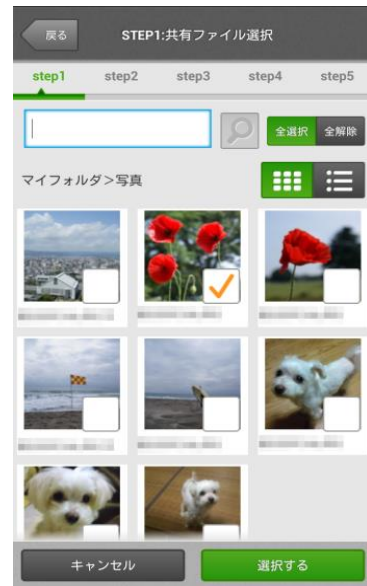 戻る
STEP1:共有ファイル選択
step1 step2 step3 step4 step5
全選択 全解除
マイフォルダ>写真
キャンセル 選択する